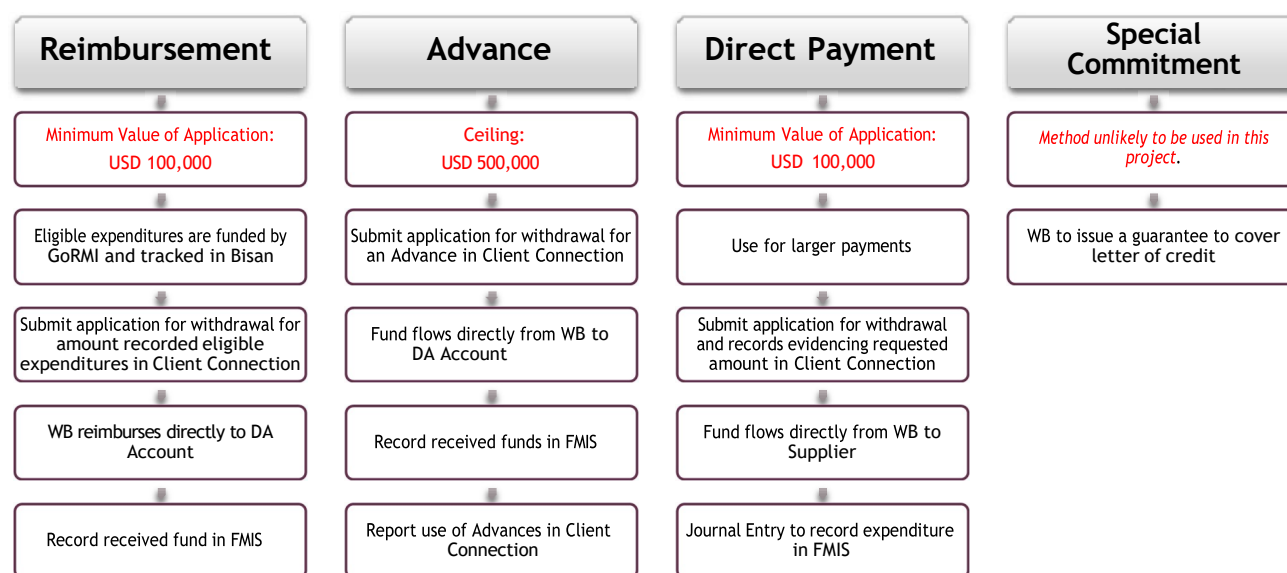 Reimbursement
Minimum Value of Application:
USD 100,000
Eligible expenditures are funded by
GoRMI and tracked in Bisan
Submit application for withdrawal for
amount recorded eligible
expenditures in Client Connection
WB reimburses directly to DA
Account
Record received fund in FMIS
Advance
Ceiling:
USD 500,000
Submit application for withdrawal for
an Advance in Client Connection
Fund flows directly from WB to
DA Account
Record received funds in FMIS
Report use of Advances in Client
Connection
Direct Payment
Minimum Value of Application:
USD 100,000
Use for larger payments
Submit application for withdrawal
and records evidencing requested
amount in Client Connection
Fund flows directly from WB to
Supplier
Journal Entry to record expenditure
in FMIS
Special
Commitment
Method unlikely to be used in this
project.
WB to issue a guarantee to cover
letter of credit